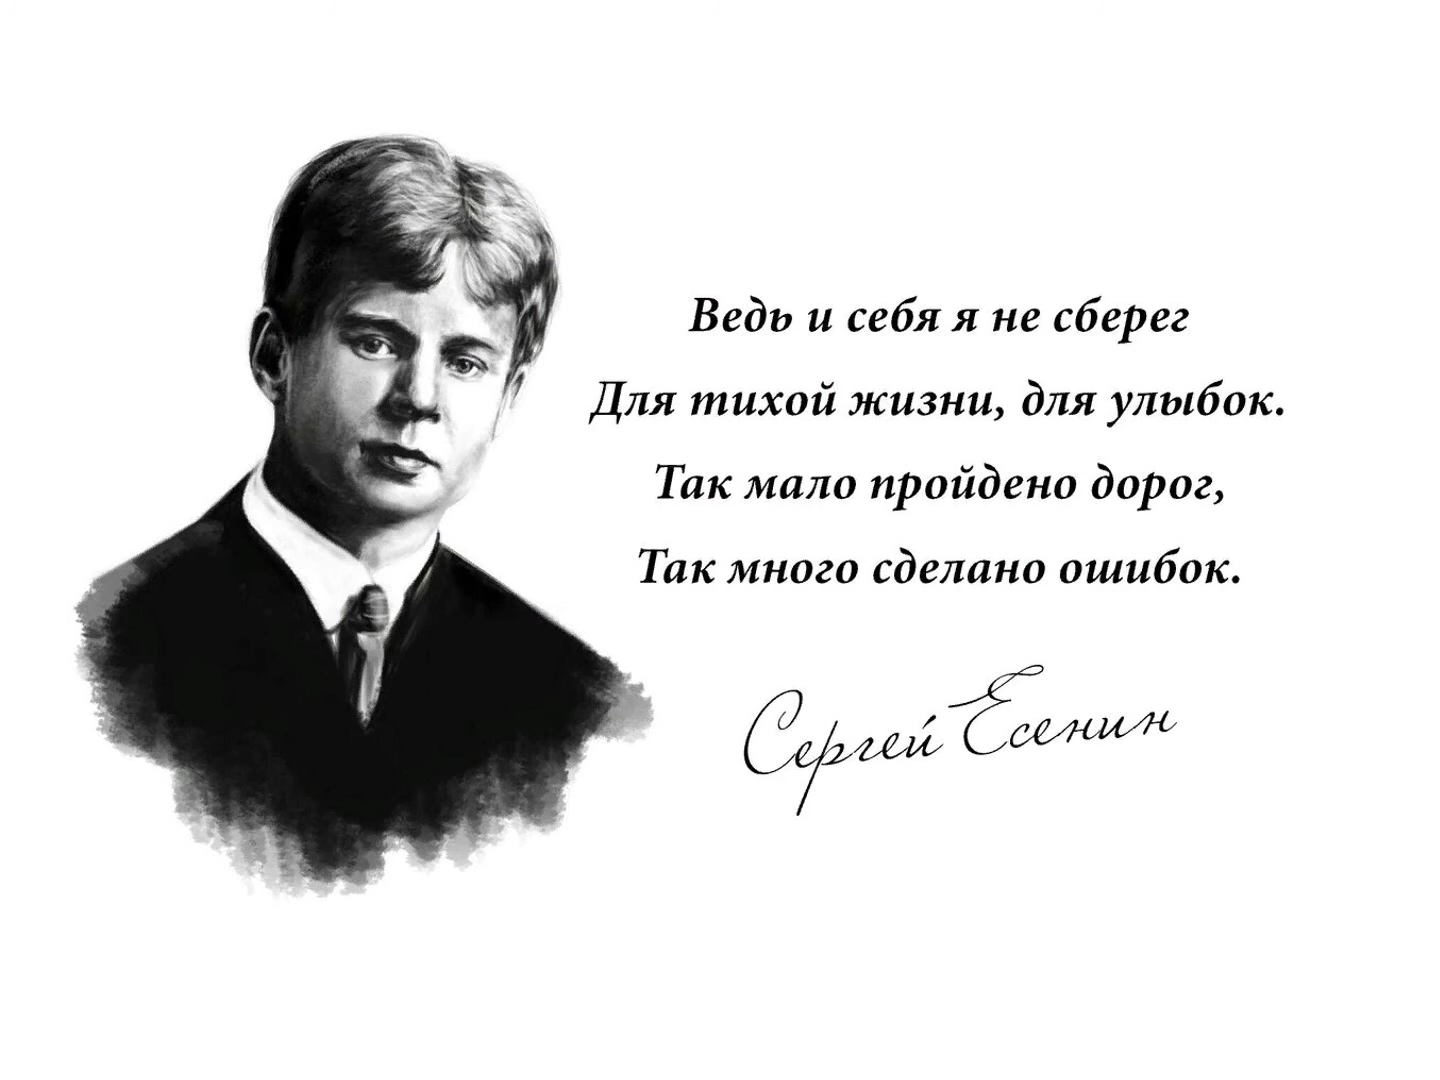 Ведь и себя я не сберег
Для тихой жизни, для улыбок.
Так мало пройдено дорог,
Так много сделано ошибок.
Сергей Есенин